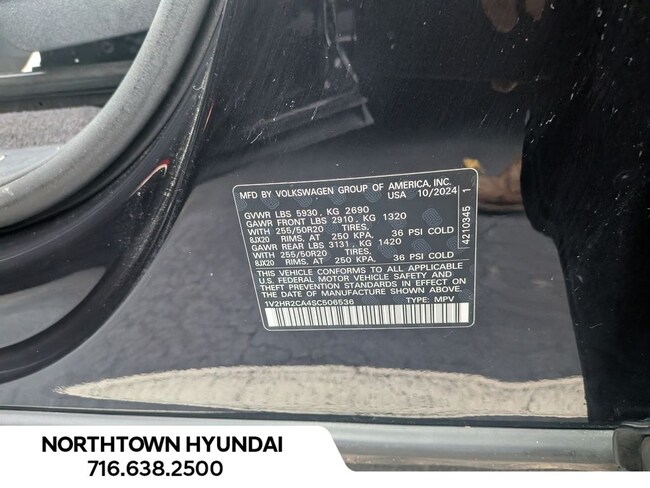 MFD BY VOLKSWAGEN GROUP OF AMERICA, INC.
USA 10/2024
GVWR LBS 5930, KG 2690
GAWR FRONT LBS 2910, KG 1320
WITH 255/50R20 TIRES,
8JX20 RIMS, AT 250 KPA, 36 PSI COLD
GAWR REAR LBS 3131, KG 1420
WITH 255/50R20 TIRES,
8JX20 RIMS, AT 250 KPA, 36 PSI COLD
THIS VEHICLE CONFORMS TO ALL APPLICABLE
U.S. FEDERAL MOTOR VEHICLE SAFETY AND
THEFT PREVENTION STANDARDS IN EFFECT ON
THE DATE OF MANUFACTURE SHOWN ABOVE.
1V2HR2CA4SC506536 TYPE: MPV
4210345 1
NORTHTOWN HYUNDAI
716.638.2500